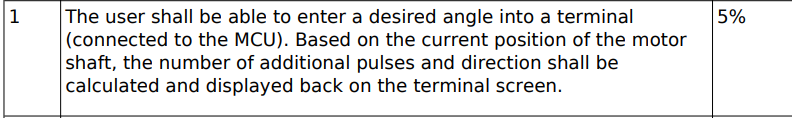 1 The user shall be able to enter a desired angle into a terminal 5%
(connected to the MCU). Based on the current position of the motor
shaft, the number of additional pulses and direction shall be
calculated and displayed back on the terminal screen.